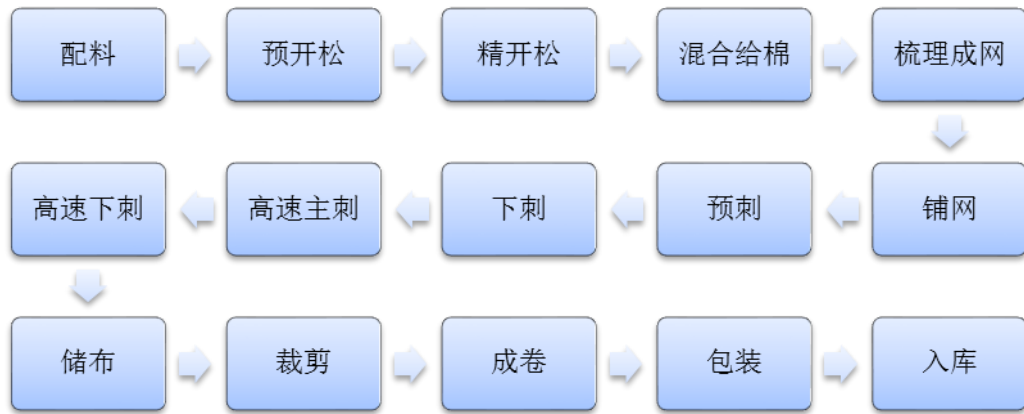 配料
预开松
精开松
混合给棉
梳理成网
铺网
预刺
下刺
高速主刺
高速下刺
储布
裁剪
成卷
包装
入库